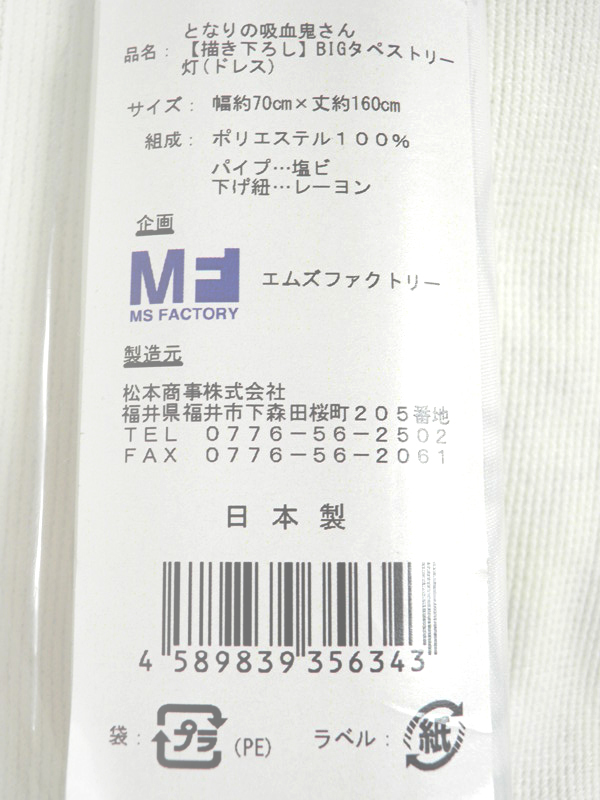 となりの吸血鬼さん
品名：【描き下ろし】BIGタペストリー
灯(ドレス)
サイズ： 幅約70cm×丈約160cm
組成： ポリエステル１００％
パイプ…塩ビ
下げ紐…レーヨン
企画
MF エムズファクトリー
MS FACTORY
製造元
松本商事株式会社
福井県福井市下森田桜町２０５番地
ＴＥＬ　０７７６－５６－２５０２
ＦＡＸ　０７７６－５６－２０６１
日本製
4 589839 356343
袋： プラ (PE) ラベル： 紙